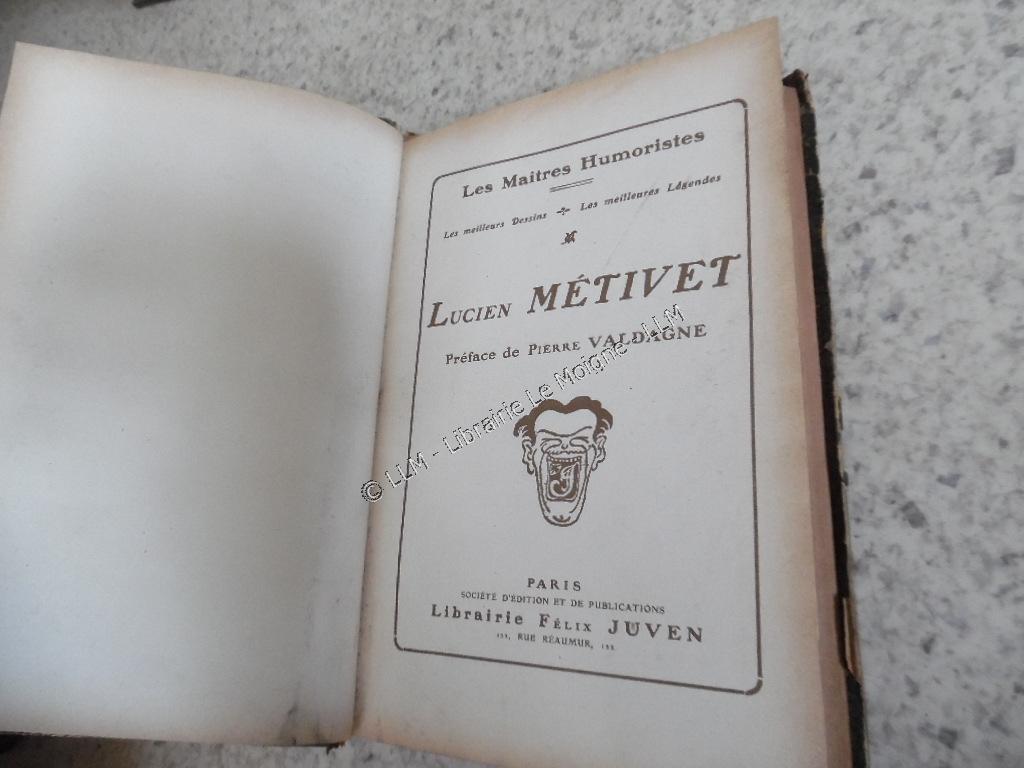 Les Maîtres Humoristes
Les meilleurs Dessins Les meilleures Légendes
LUCIEN MÉTIVET
Préface de PIERRE VALDAGNE
© LLM - Librairie Le Moigne - LLM
PARIS
SOCIÉTÉ D'ÉDITION ET DE PUBLICATIONS
Librairie FÉLIX JUVEN
RUE RÉAUMUR,